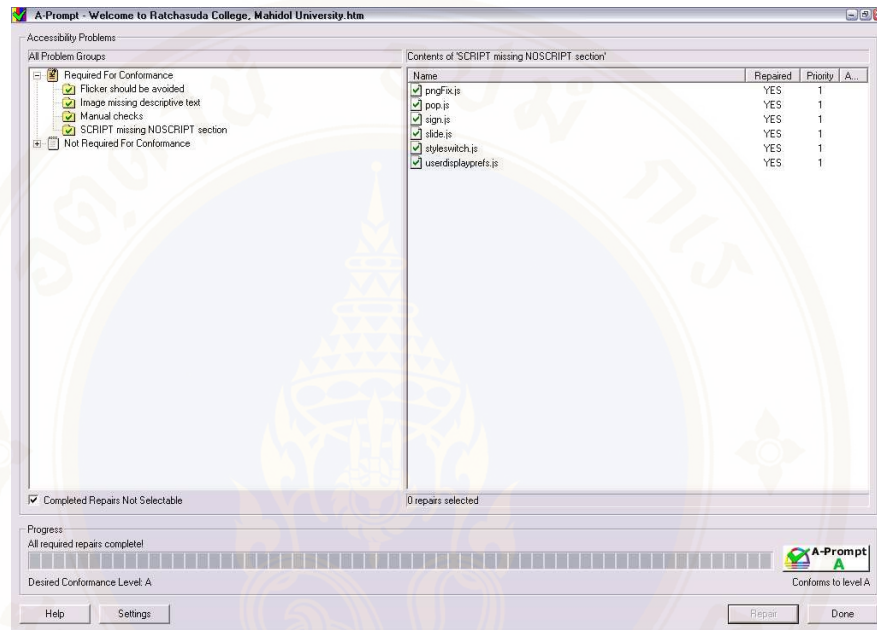 A-Prompt - Welcome to Ratchasuda College, Mahidol University.htm
Accessibility Problems
All Problem Groups
Required For Conformance
Flicker should be avoided
Image missing descriptive text
Manual checks
SCRIPT missing NOSCRIPT section
Not Required For Conformance
Completed Repairs Not Selectable
Contents of 'SCRIPT missing NOSCRIPT section'
Name Repaired Priority A...
pngFix.js YES 1
pop.js YES 1
sign.js YES 1
slide.js YES 1
styleswitch.js YES 1
userdisplayprefs.js YES 1
0 repairs selected
Progress
All required repairs complete!
Desired Conformance Level: A
A-Prompt
A
Conforms to level A
Help Settings Repair Done